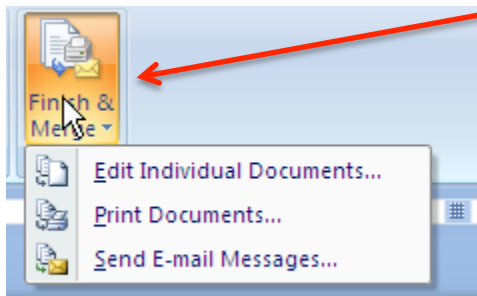 Finish &
Merge
Edit Individual Documents...
Print Documents...
Send E-mail Messages...